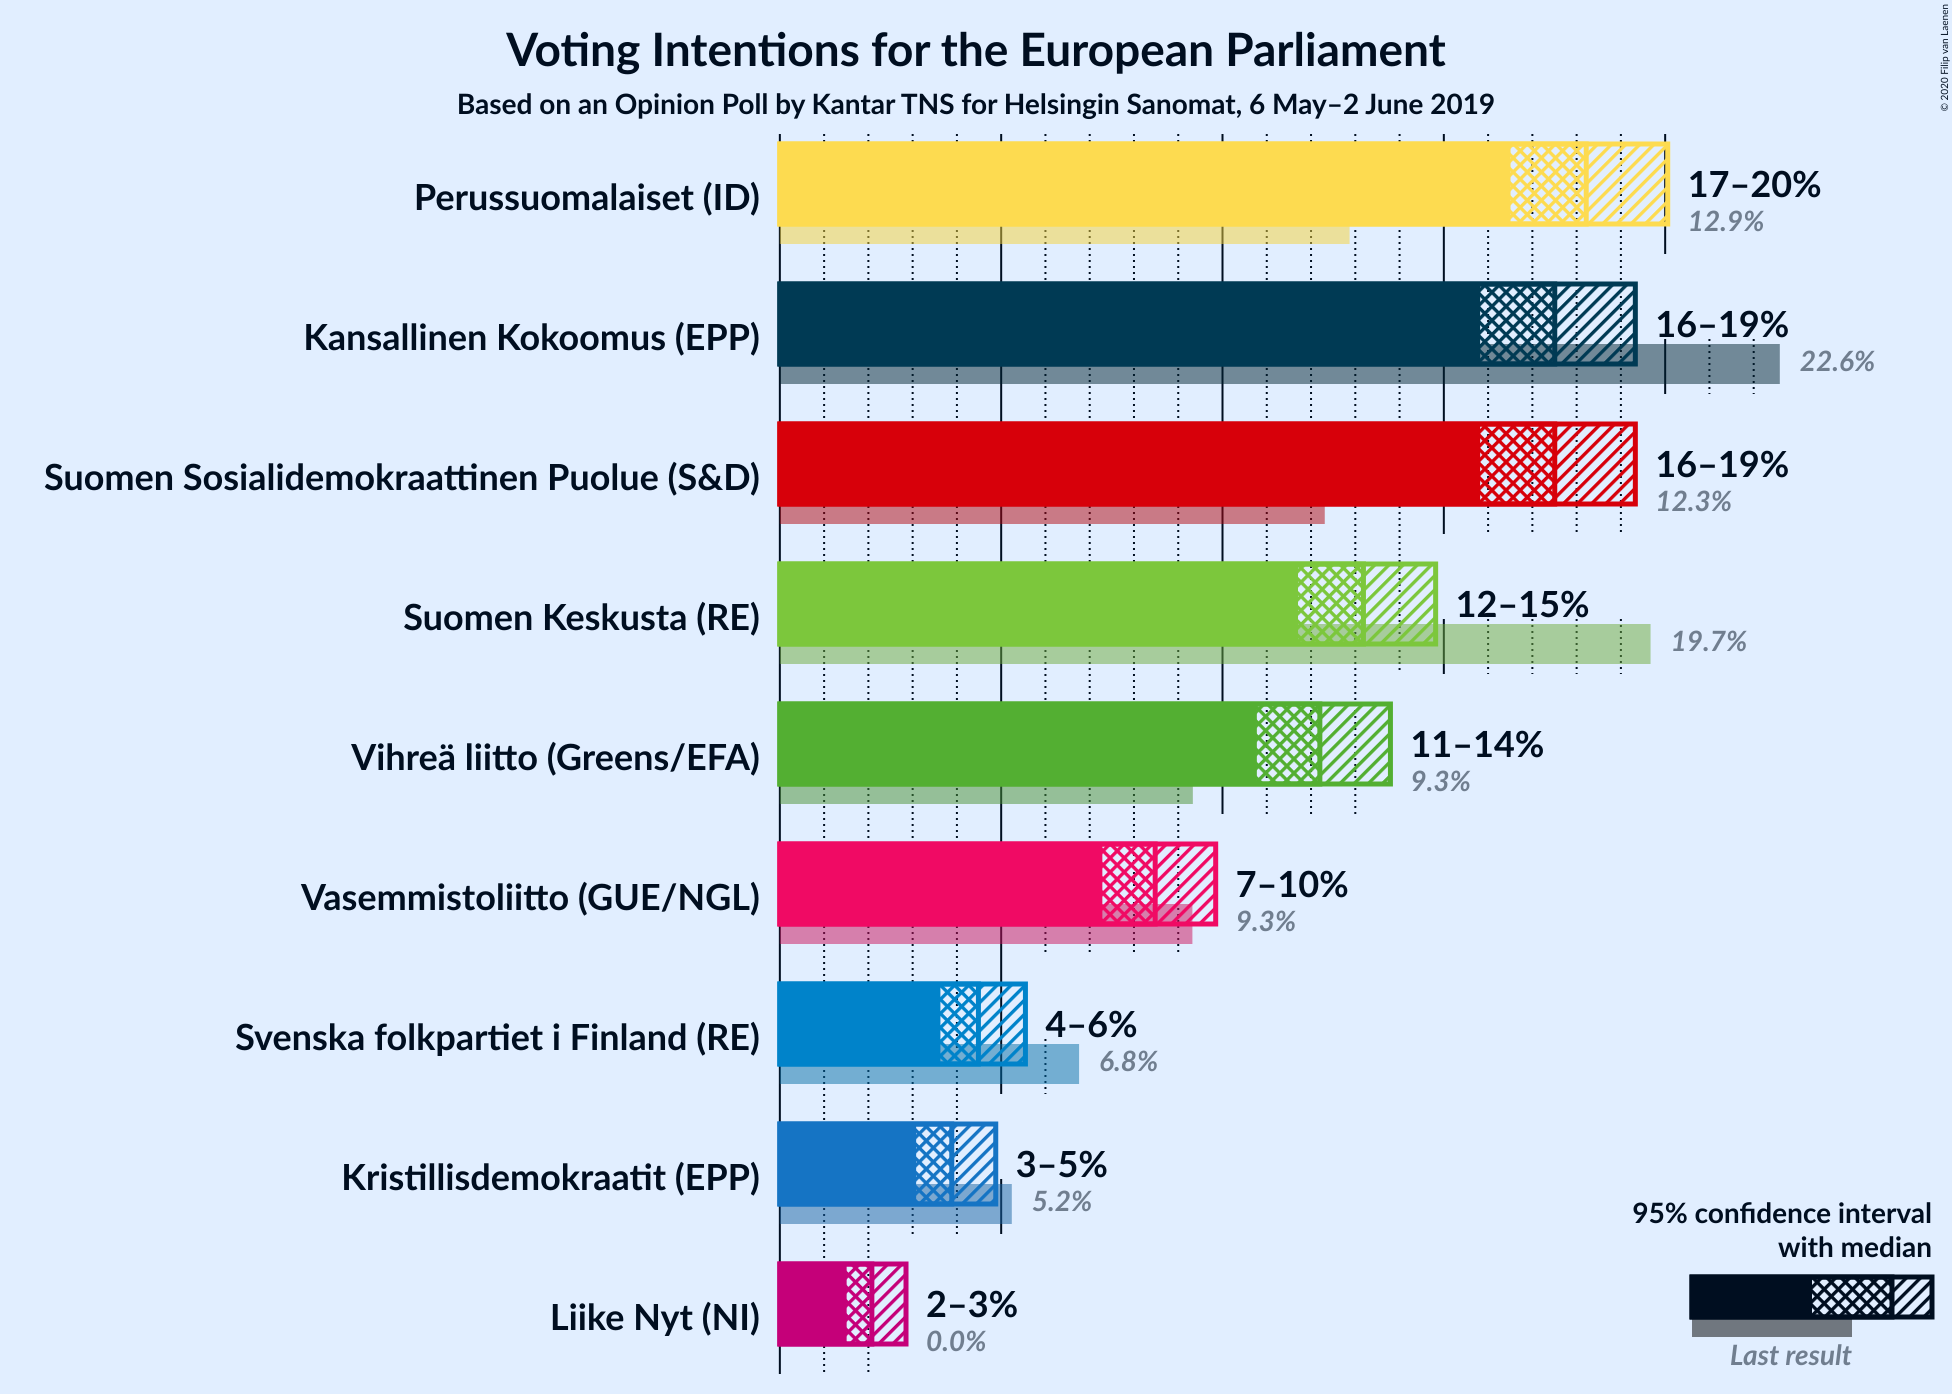 Voting Intentions for the European Parliament
Based on an Opinion Poll by Kantar TNS for Helsingin Sanomat, 6 May–2 June 2019
© 2020 Filip van Laenen
Perussuomalaiset (ID)
17–20%
12.9%
Kansallinen Kokoomus (EPP)
16–19%
22.6%
Suomen Sosialidemokraattinen Puolue (S&D)
16–19%
12.3%
Suomen Keskusta (RE)
12–15%
19.7%
Vihreä liitto (Greens/EFA)
11–14%
9.3%
Vasemmistoliitto (GUE/NGL)
7–10%
9.3%
Svenska folkpartiet i Finland (RE)
4–6%
6.8%
Kristillisdemokraatit (EPP)
3–5%
5.2%
Liike Nyt (NI)
2–3%
0.0%
95% confidence interval
with median
Last result